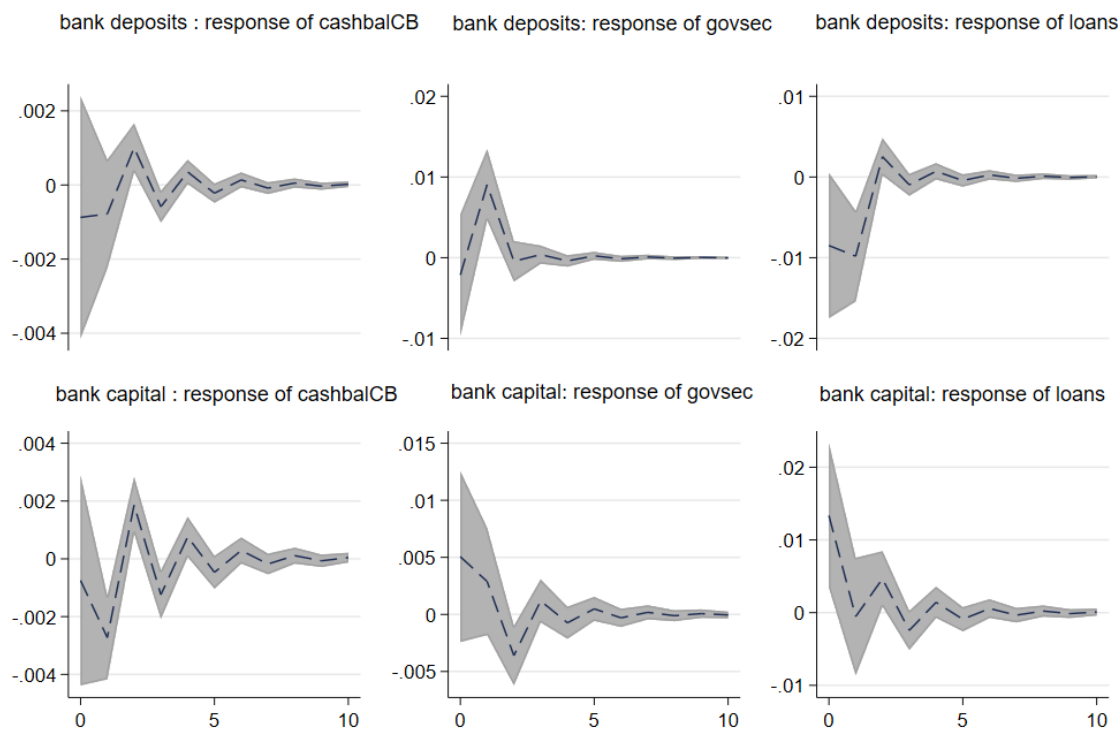 bank deposits : response of cashbalCB
bank deposits: response of govsec
bank deposits: response of loans
.002
0
-.002
-.004
.02
.01
0
-.01
.01
0
-.01
-.02
bank capital : response of cashbalCB
bank capital: response of govsec
bank capital: response of loans
.004
.002
0
-.002
-.004
.015
.01
.005
0
-.005
.02
.01
0
-.01
0 5 10
0 5 10
0 5 10